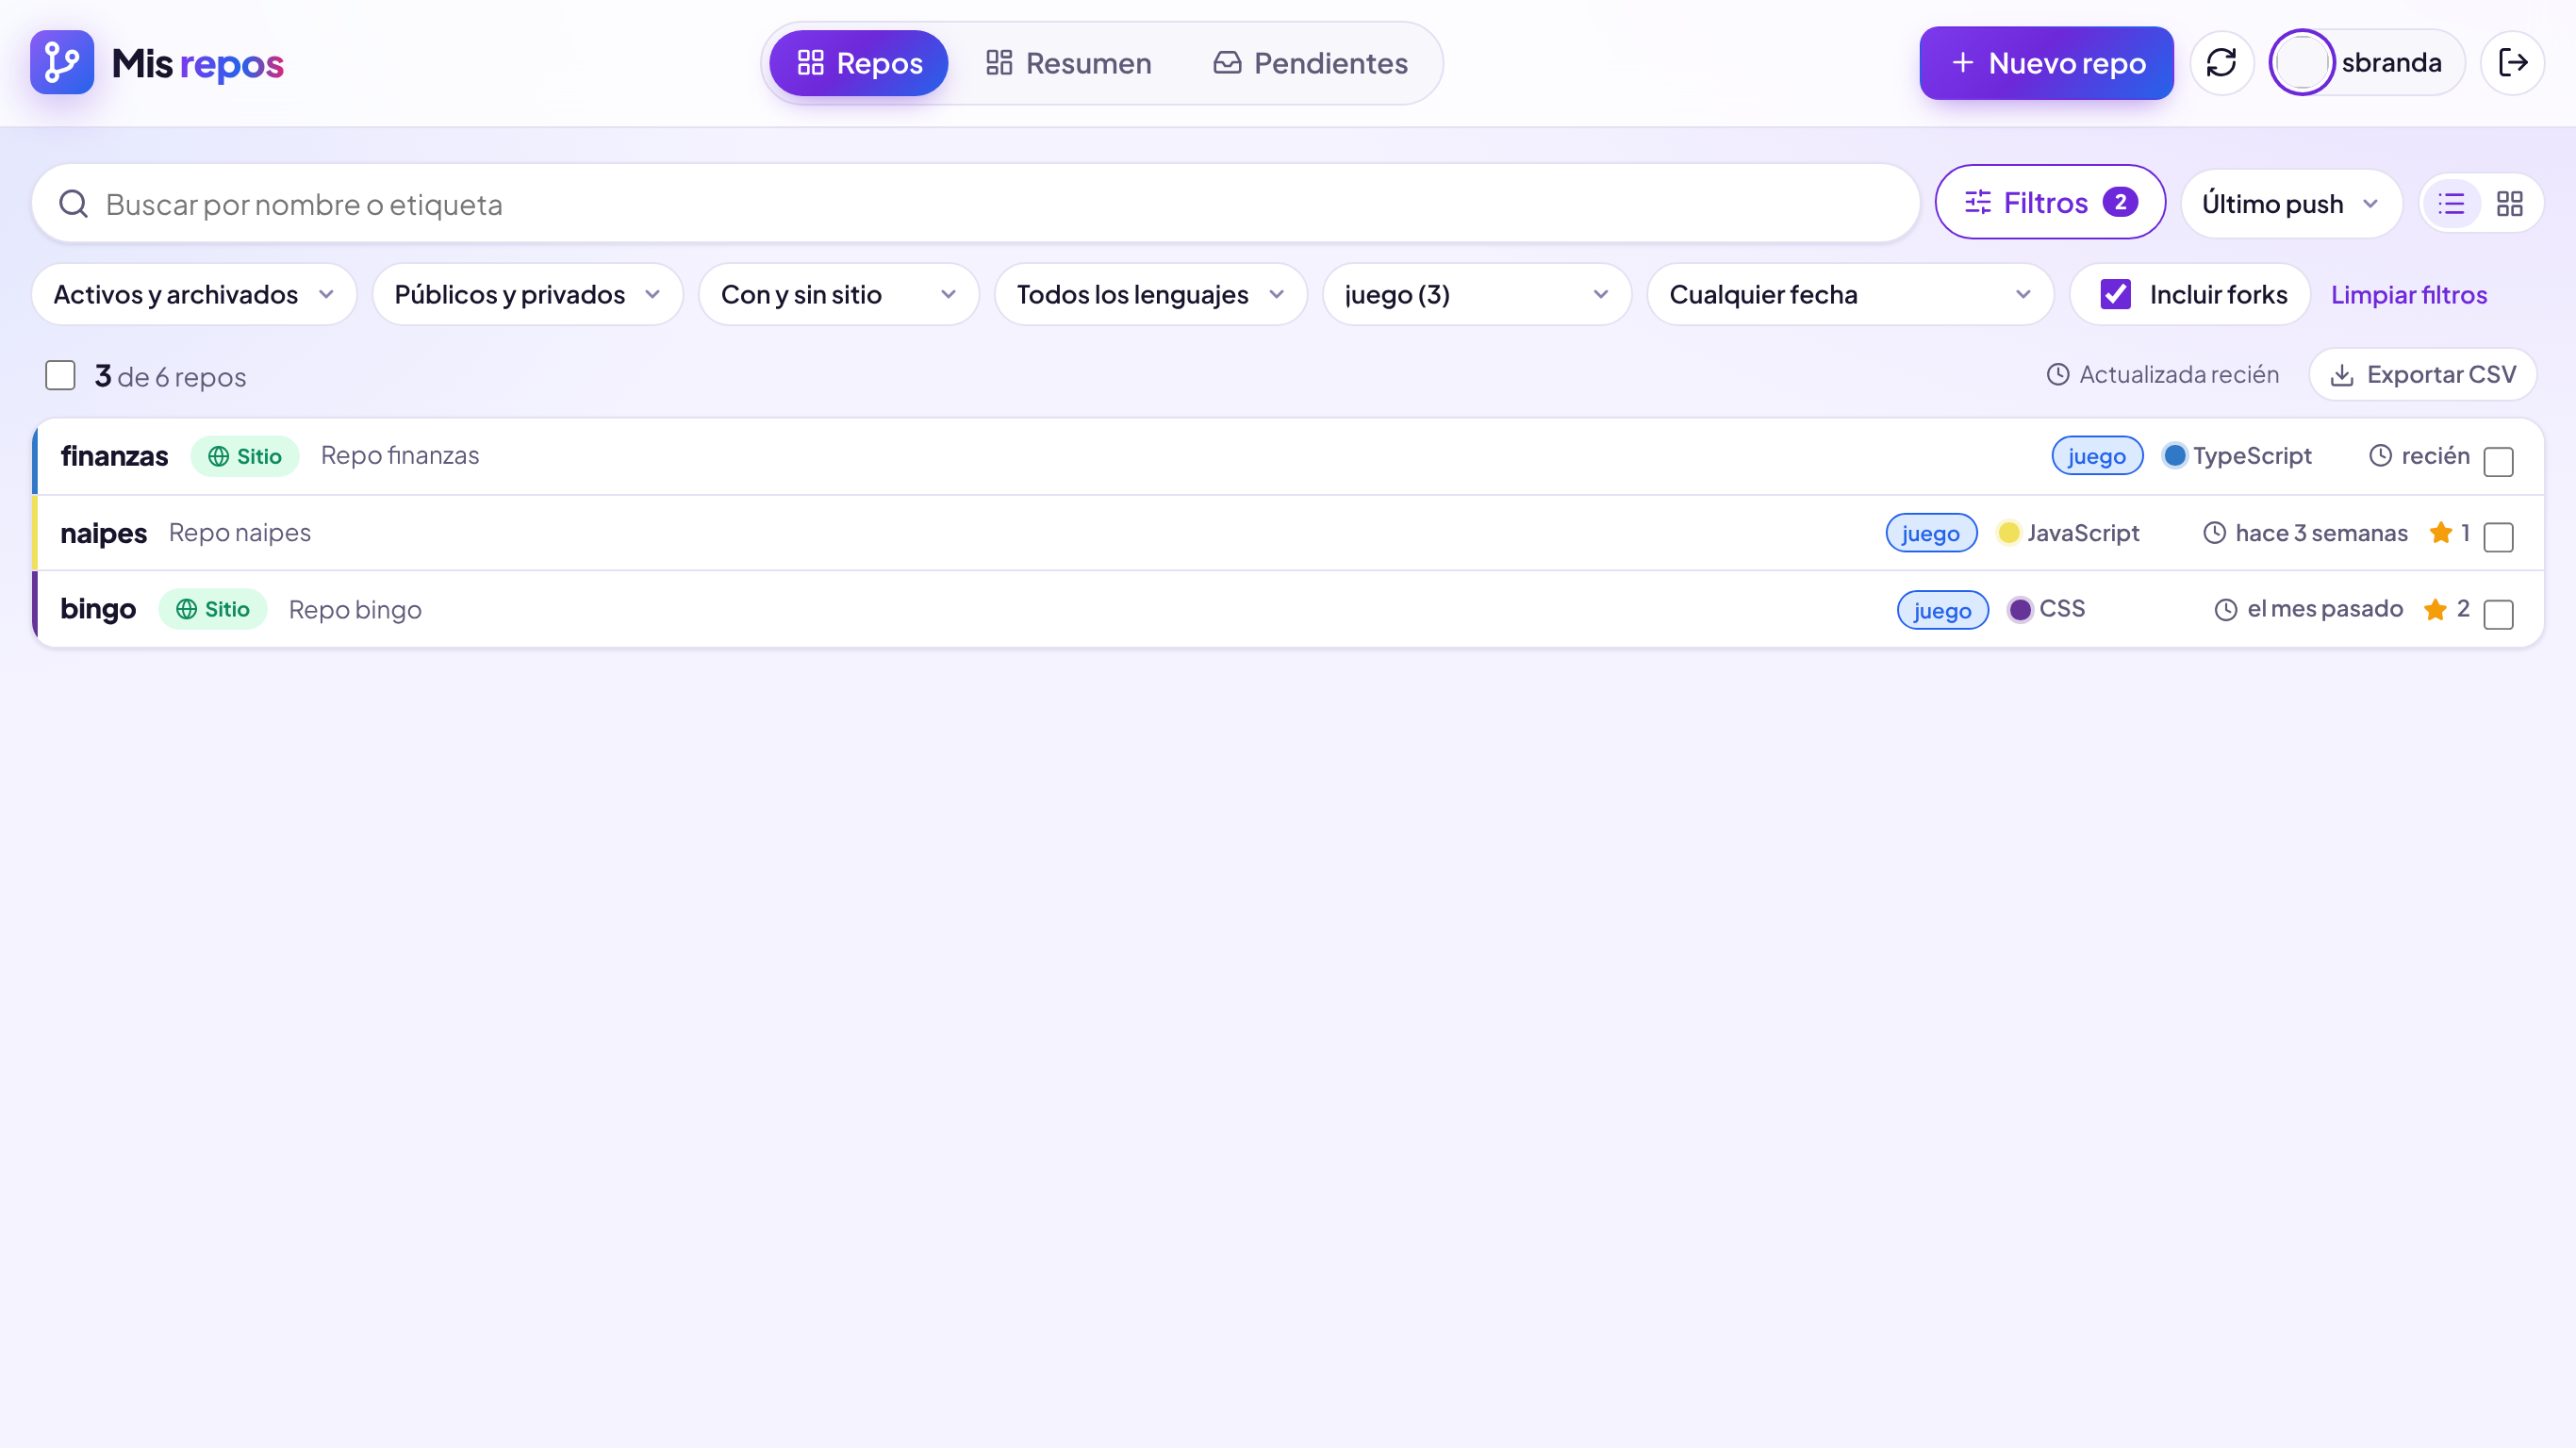 Mis repos
Repos
Resumen
Pendientes
Nuevo repo
sbranda
Buscar por nombre o etiqueta
Filtros 2
Último push
Activos y archivados
Públicos y privados
Con y sin sitio
Todos los lenguajes
juego (3)
Cualquier fecha
Incluir forks
Limpiar filtros
3 de 6 repos
Actualizada recién
Exportar CSV
finanzas Sitio Repo finanzas juego TypeScript recién
naipes Repo naipes juego JavaScript hace 3 semanas 1
bingo Sitio Repo bingo juego CSS el mes pasado 2